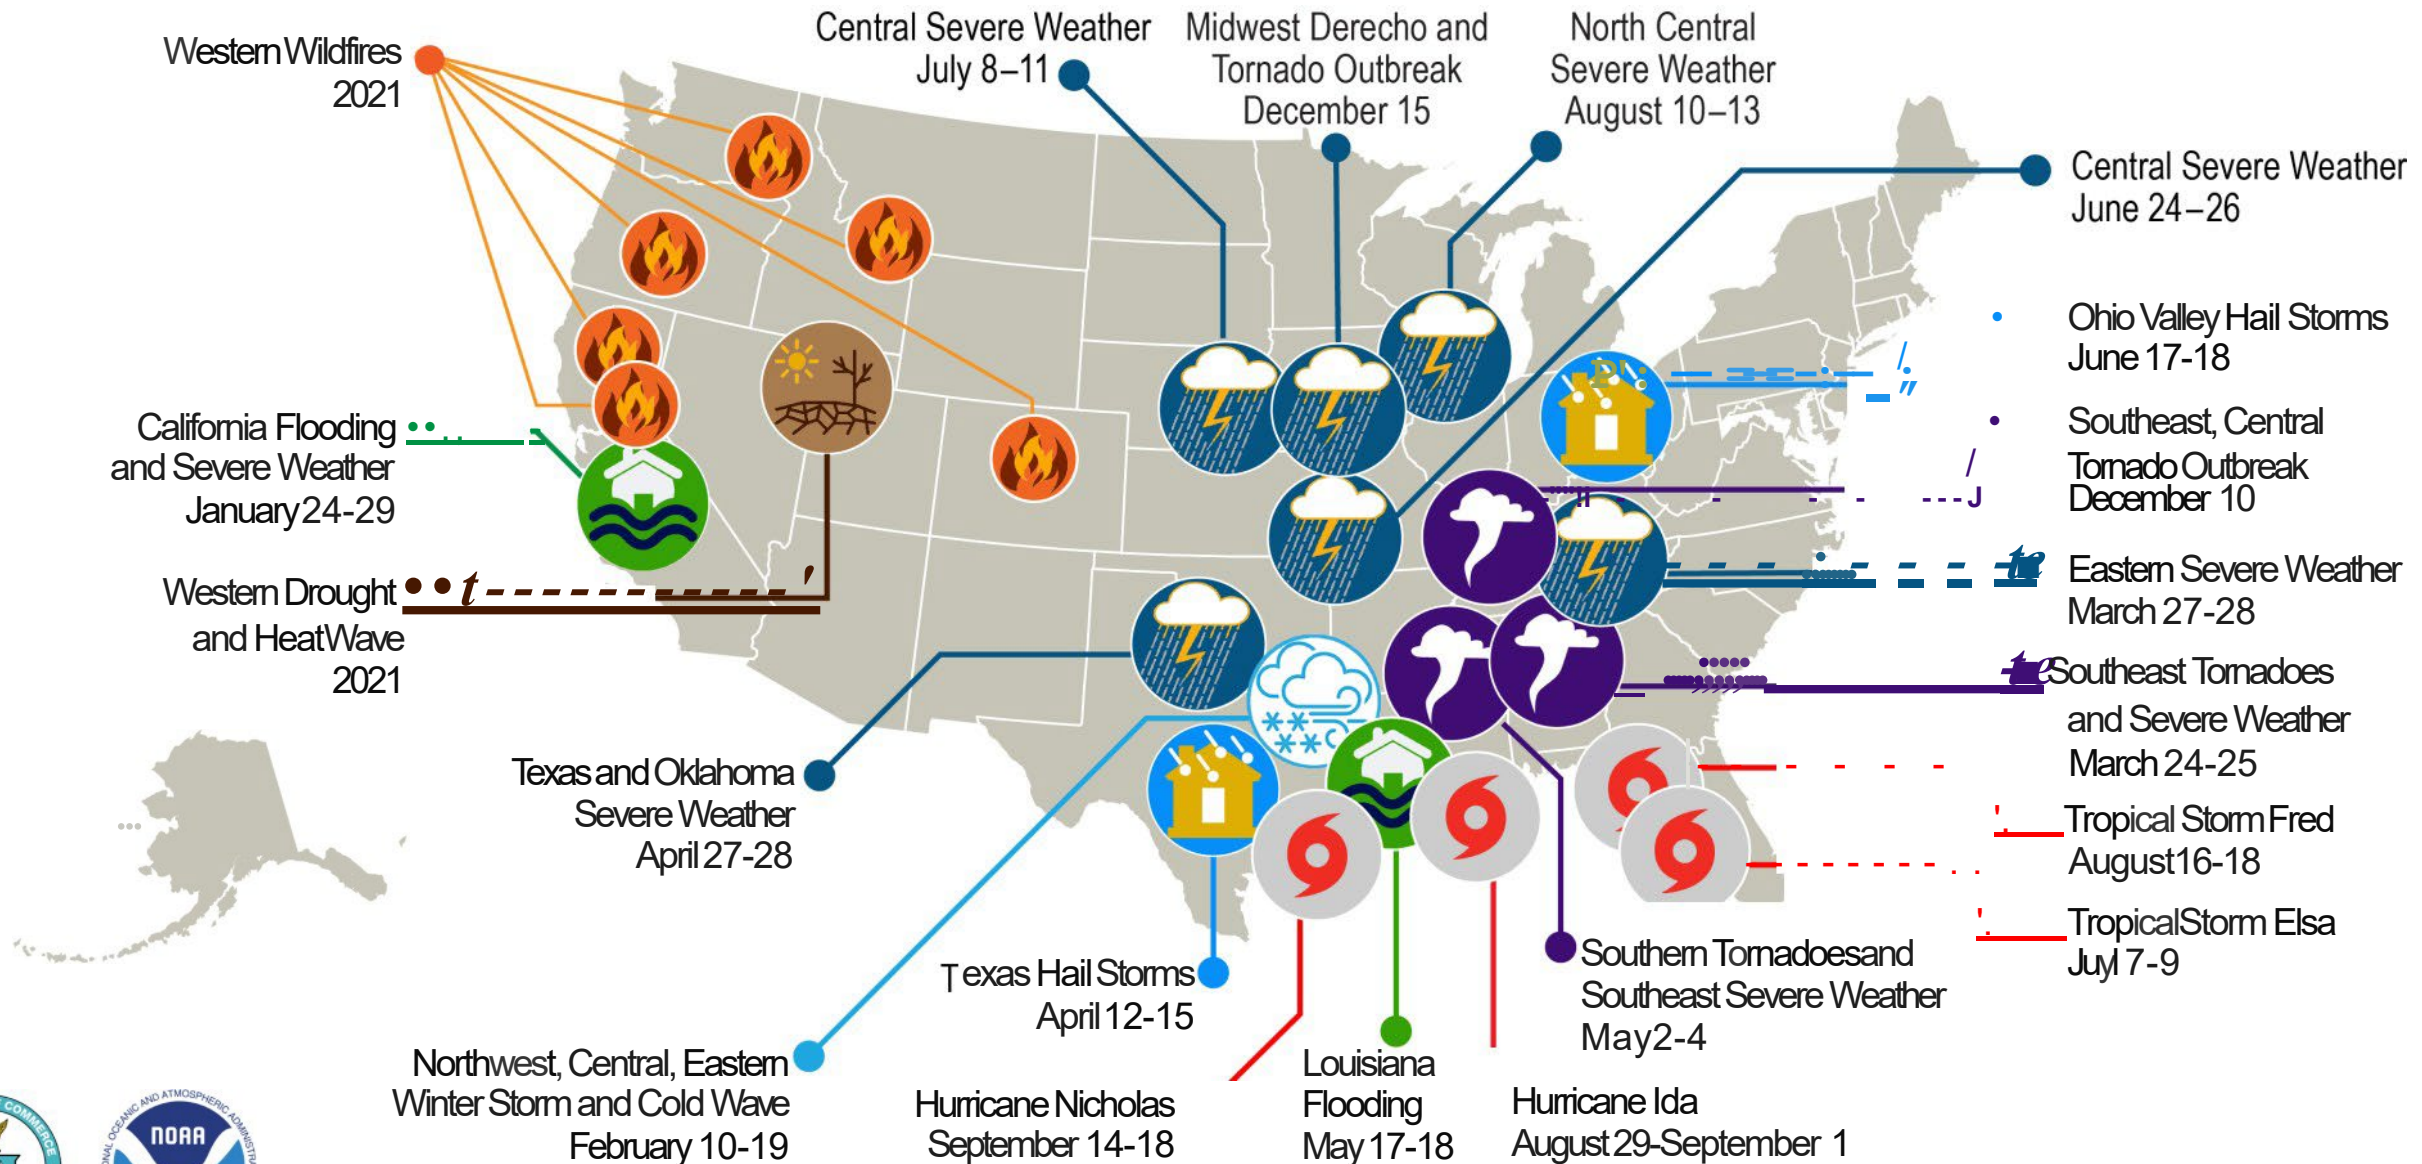 Western Wildfires
2021
Central Severe Weather
July 8–11
Midwest Derecho and
Tornado Outbreak
December 15
North Central
Severe Weather
August 10–13
Central Severe Weather
June 24–26
Ohio Valley Hail Storms
June 17-18
Southeast, Central
Tornado Outbreak
December 10
Eastern Severe Weather
March 27-28
Southeast Tornadoes
and Severe Weather
March 24-25
Tropical Storm Fred
August 16-18
Tropical Storm Elsa
Juyl 7-9
California Flooding
and Severe Weather
January 24-29
Western Drought
and Heat Wave
2021
Texas and Oklahoma
Severe Weather
April 27-28
Texas Hail Storms
April 12-15
Northwest, Central, Eastern
Winter Storm and Cold Wave
February 10-19
Hurricane Nicholas
September 14-18
Louisiana
Flooding
May 17-18
Hurricane Ida
August 29-September 1
Southern Tornadoes and
Southeast Severe Weather
May 2-4
COMMERCE
OCEANIC AND ATMOSPHERIC
NOAA